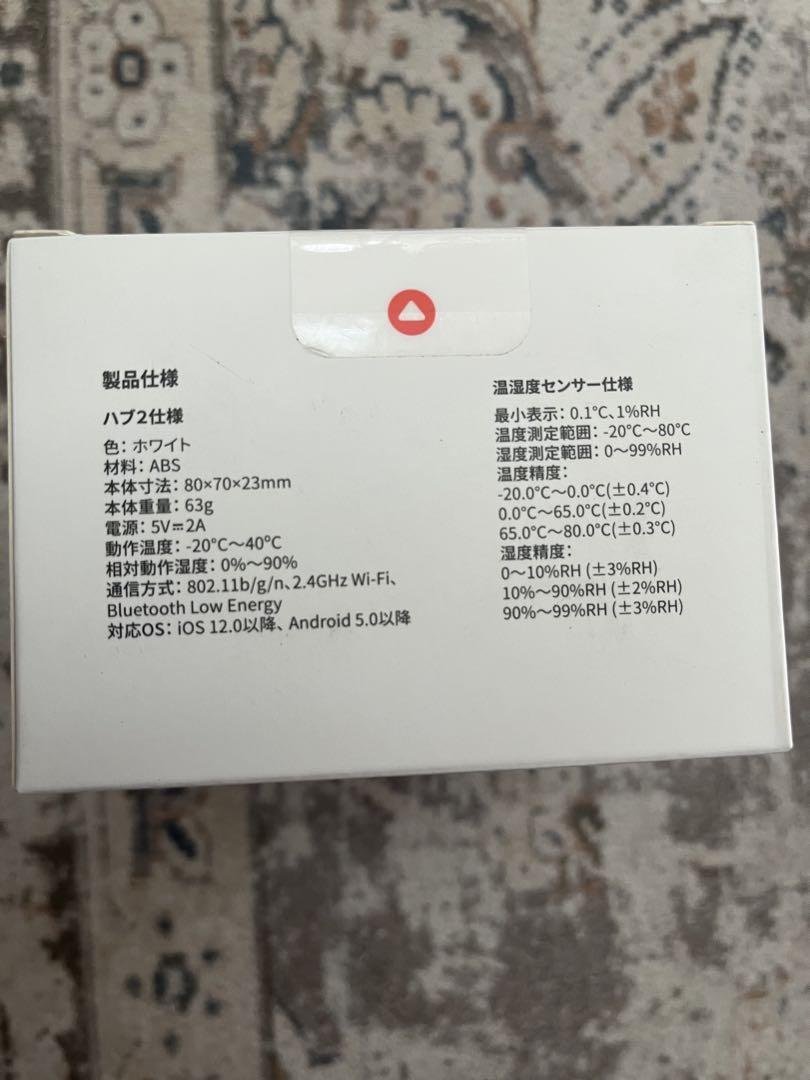 製品仕様
ハブ2仕様
色：ホワイト
材料：ABS
本体寸法：80×70×23mm
本体重量：63g
電源：5V⎓2A
動作温度：-20°C～40°C
相対動作湿度：0%～90%
通信方式：802.11b/g/n、2.4GHz Wi-Fi、
Bluetooth Low Energy
対応OS：iOS 12.0以降、Android 5.0以降
温湿度センサー仕様
最小表示：0.1°C、1%RH
温度測定範囲：-20°C～80°C
湿度測定範囲：0～99%RH
温度精度：
-20.0°C～0.0°C(±0.4°C)
0.0°C～65.0°C(±0.2°C)
65.0°C～80.0°C(±0.3°C)
湿度精度：
0～10%RH (±3%RH)
10%～90%RH (±2%RH)
90%～99%RH (±3%RH)